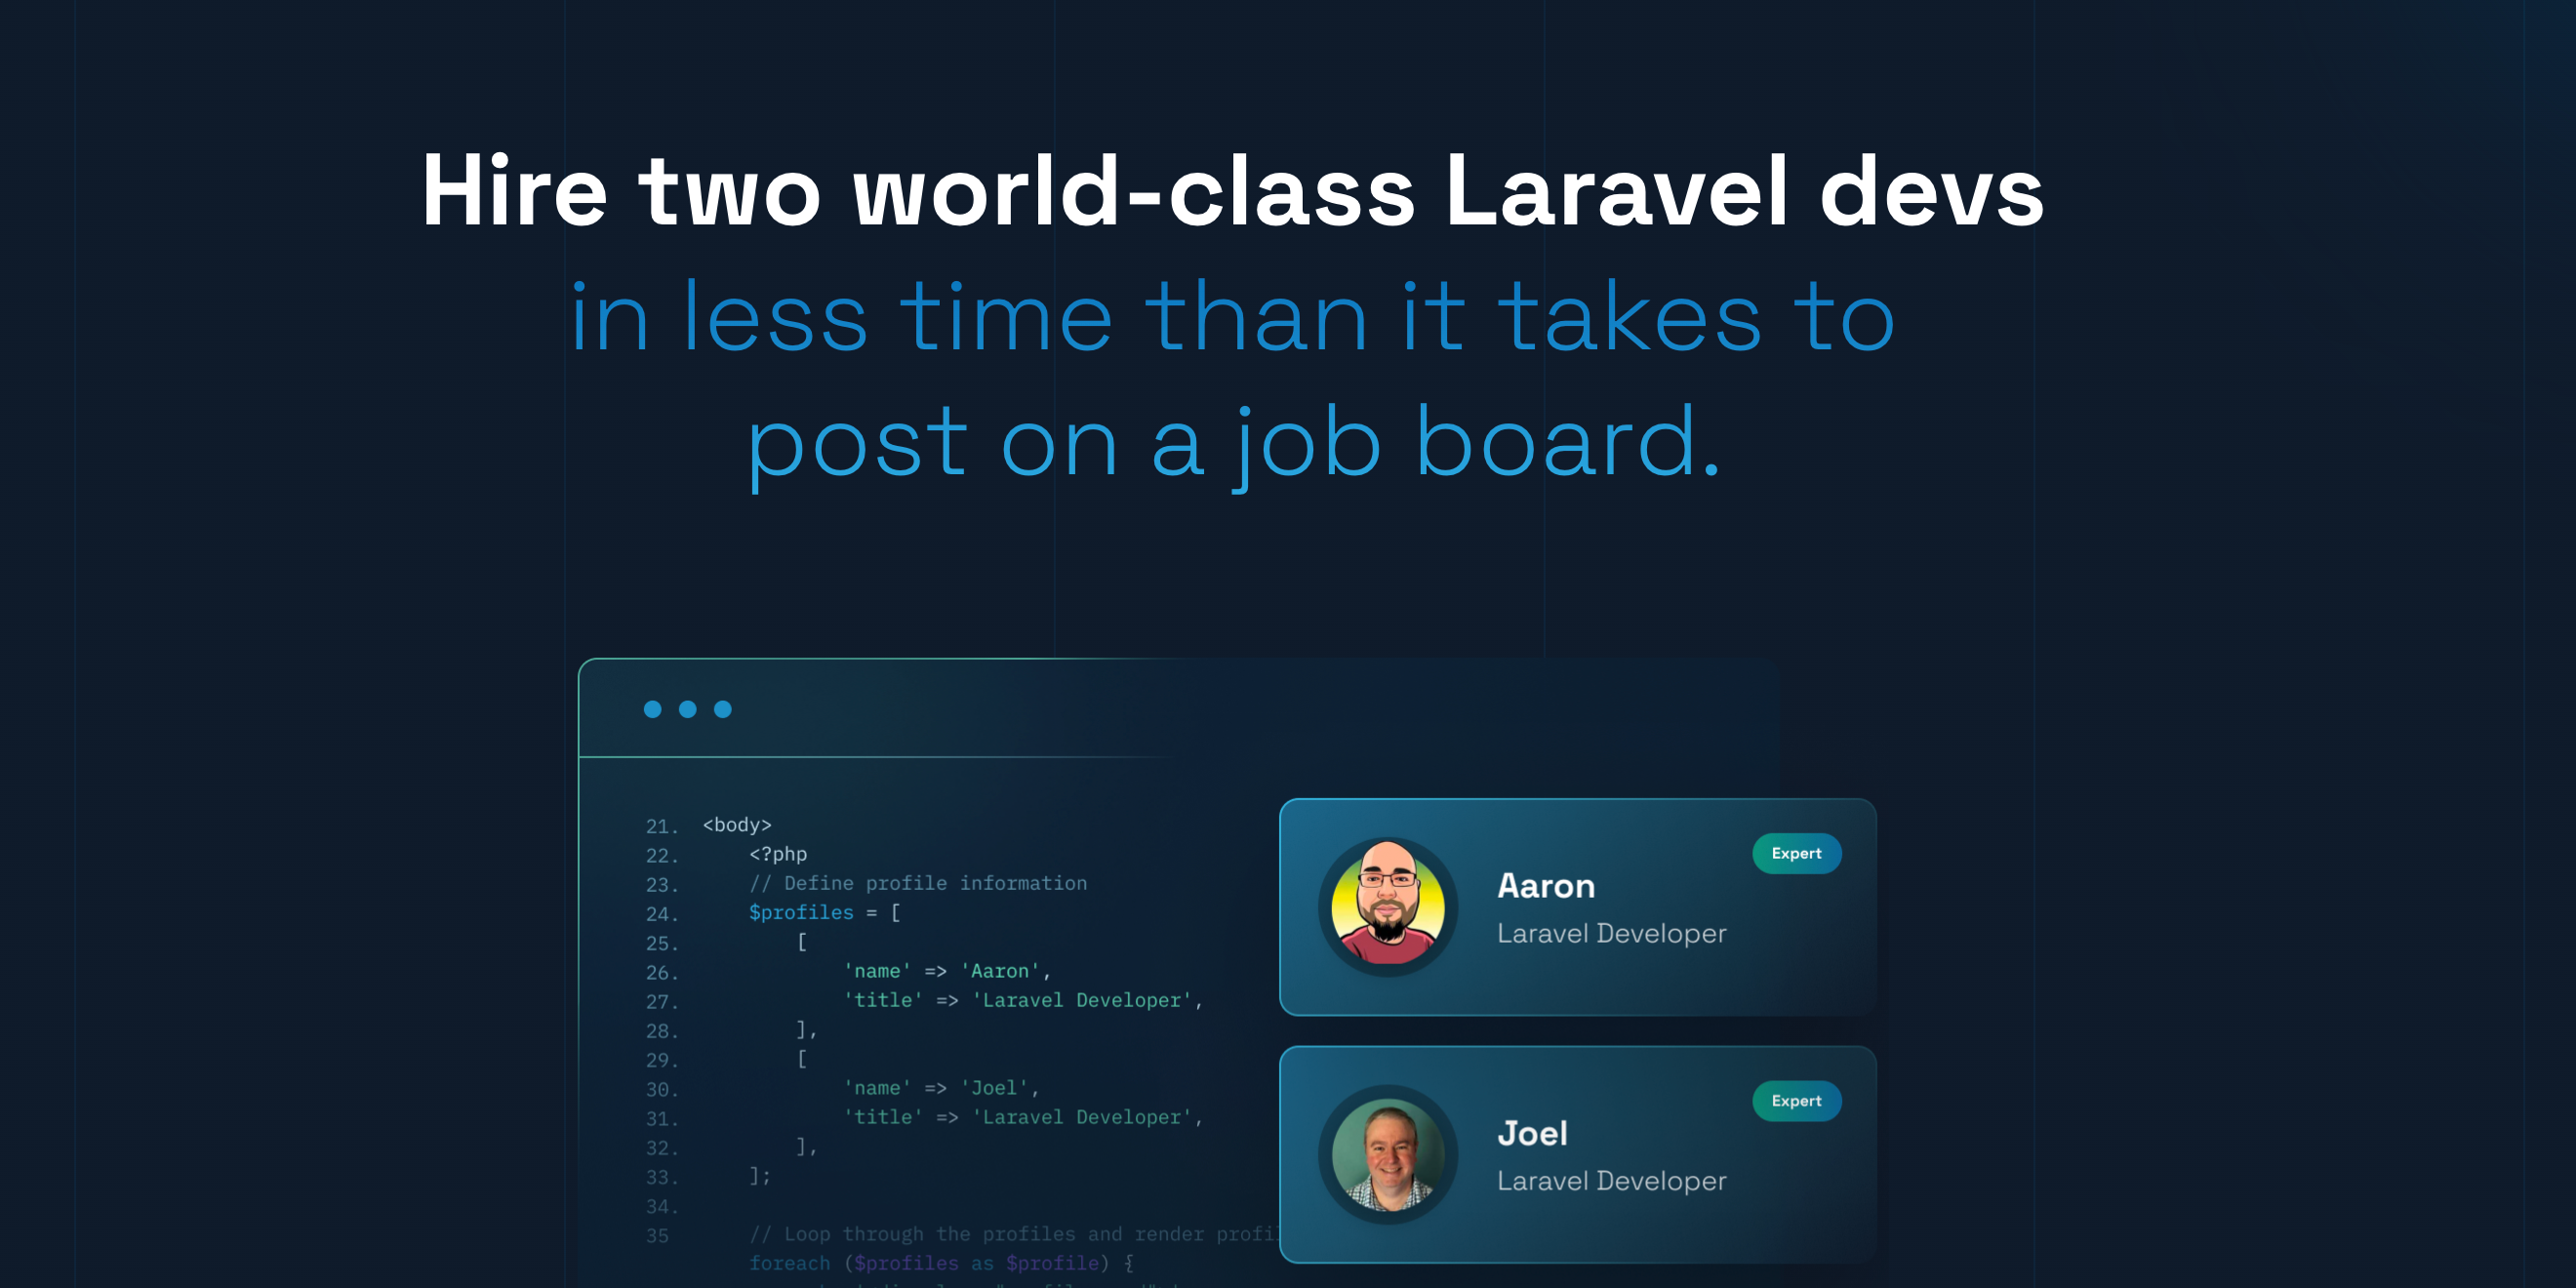 Hire two world-class Laravel devs
in less time than it takes to
post on a job board.
21. <body>
22. <?php
23. // Define profile information
24. $profiles = [
25. [
26. 'name' => 'Aaron',
27. 'title' => 'Laravel Developer',
28. ],
29. [
30. 'name' => 'Joel',
31. 'title' => 'Laravel Developer',
32. ],
33. ];
34.
35 // Loop through the profiles and render
foreach ($profiles as $profile) {
Expert
Aaron
Laravel Developer
Expert
Joel
Laravel Developer